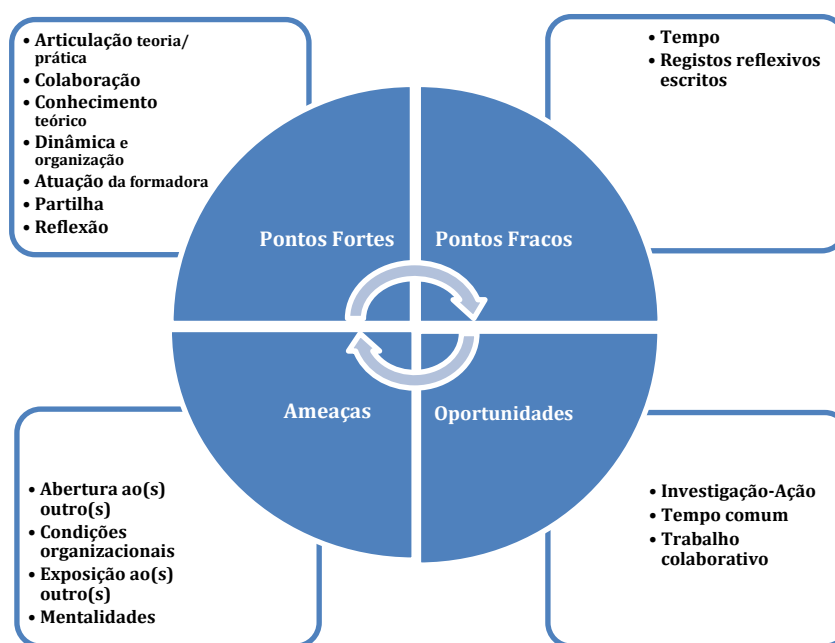 • Articulação teoria/
prática
• Colaboração
• Conhecimento
teórico
• Dinâmica e
organização
• Atuação da formadora
• Partilha
• Reflexão
• Tempo
• Registos reflexivos
escritos
Pontos Fortes
Pontos Fracos
Ameaças
Oportunidades
• Abertura ao(s)
outro(s)
• Condições
organizacionais
• Exposição ao(s)
outro(s)
• Mentalidades
• Investigação-Ação
• Tempo comum
• Trabalho
colaborativo